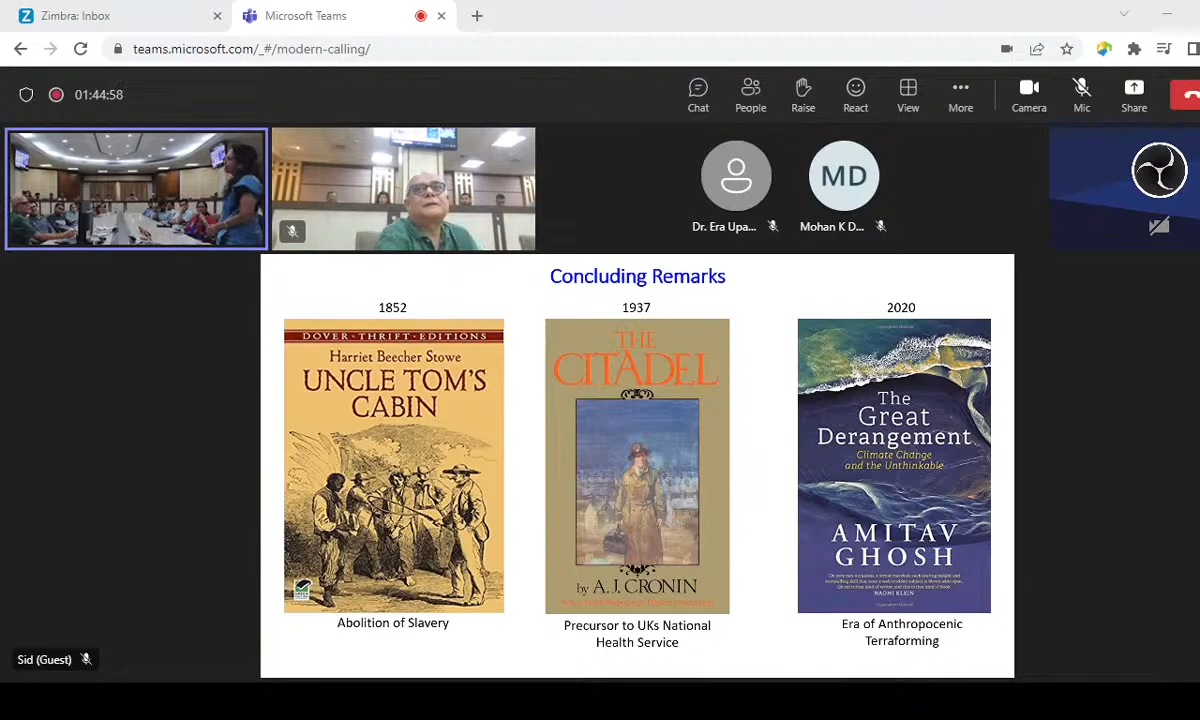 Zimbra: Inbox
Microsoft Teams
teams.microsoft.com/_#/modern-calling/
01:44:58
Chat
People
Raise
React
View
More
Camera
Mic
Share
Dr. Era Upa...
Mohan K D...
MD
Concluding Remarks
1852
1937
2020
DOVER·THRIFT·EDITIONS
Harriet Beecher Stowe
UNCLE TOM'S
CABIN
THE
CITADEL
by A.J. CRONIN
The
Great
Derangement
Climate Change
and the Unthinkable
AMITAV
GHOSH
NAOMI KLEIN
Abolition of Slavery
Precursor to UKs National
Health Service
Era of Anthropocenic
Terraforming
Sid (Guest)